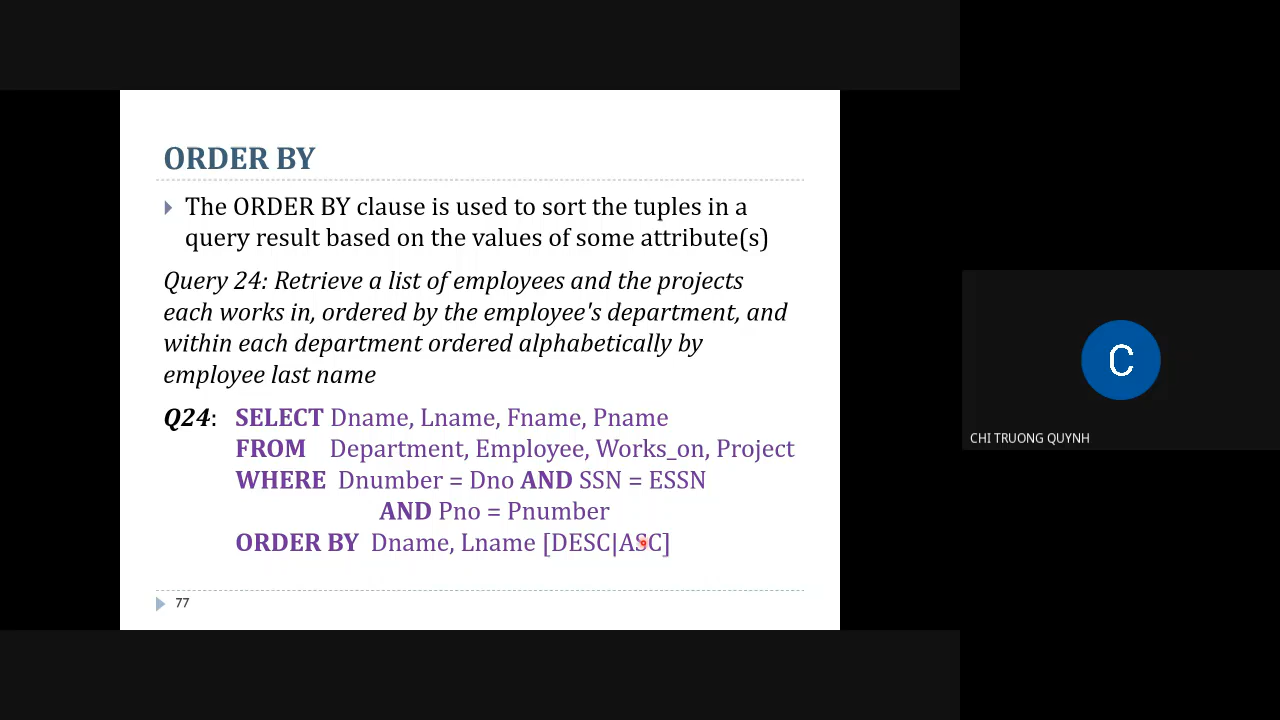 ORDER BY
The ORDER BY clause is used to sort the tuples in a
query result based on the values of some attribute(s)
Query 24: Retrieve a list of employees and the projects
each works in, ordered by the employee's department, and
within each department ordered alphabetically by
employee last name
Q24: SELECT Dname, Lname, Fname, Pname
FROM Department, Employee, Works_on, Project
WHERE Dnumber = Dno AND SSN = ESSN
AND Pno = Pnumber
ORDER BY Dname, Lname [DESC|ASC]
77
C
CHI TRUONG QUYNH